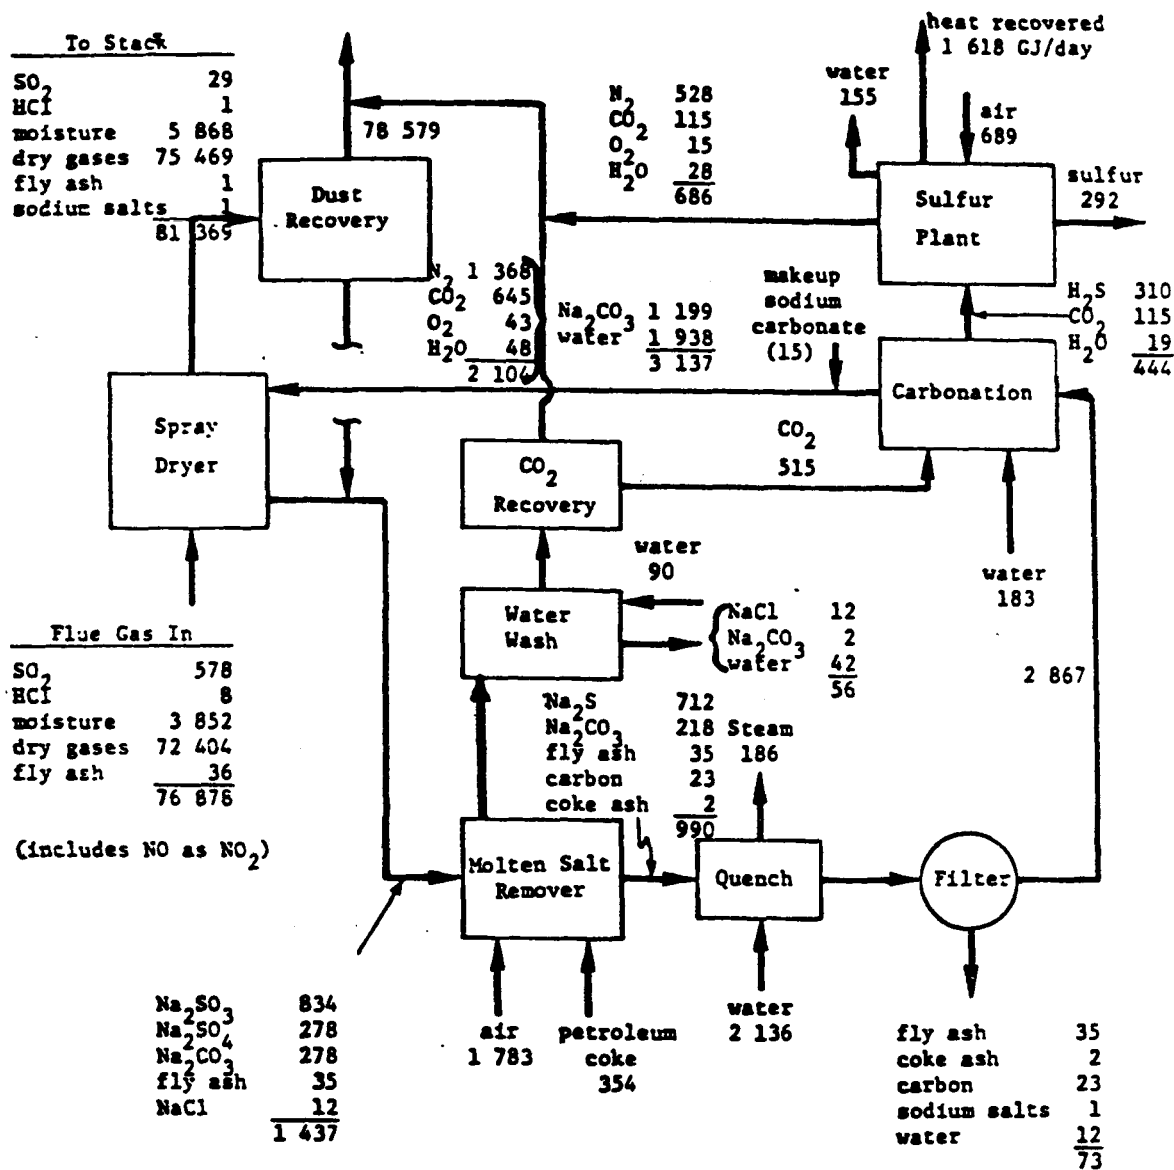 To Stack
SO2 29
HCl 1
moisture 5 868
dry gases 75 469
fly ash 1
sodium salts 1
81 369
78 579
Dust
Recovery
N2 528
CO2 115
O2 15
H2O 28
686
water
155
heat recovered
1 618 GJ/day
air
689
Sulfur
Plant
sulfur
292
N2 1 368
CO2 645
O2 43
H2O 48
2 104
Na2CO3 1 199
water 1 938
3 137
makeup
sodium
carbonate
(15)
H2S 310
CO2 115
H2O 19
444
Carbonation
Spray
Dryer
CO2
Recovery
CO2
515
water
183
water
90
Water
Wash
NaCl 12
Na2CO3 2
water 42
56
2 867
Flue Gas In
SO2 578
HCl 8
moisture 3 852
dry gases 72 404
fly ash 36
76 878
(includes NO as NO2)
Na2S 712
Na2CO3 218
fly ash 35
carbon 23
coke ash 2
990
Steam
186
Molten Salt
Remover
Quench
Filter
air
1 783
petroleum
coke
354
water
2 136
Na2SO3 834
Na2SO4 278
Na2CO3 278
fly ash 35
NaCl 12
1 437
fly ash 35
coke ash 2
carbon 23
sodium salts 1
water 12
73